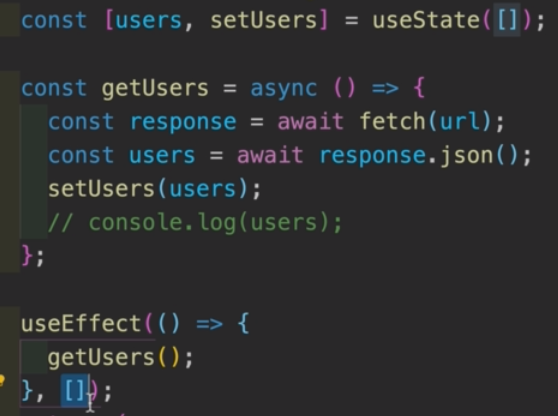 const [users, setUsers] = useState([]);
const getUsers = async () => {
const response = await fetch(url);
const users = await response.json();
setUsers(users);
// console.log(users);
};
useEffect(() => {
getUsers();
}, []);